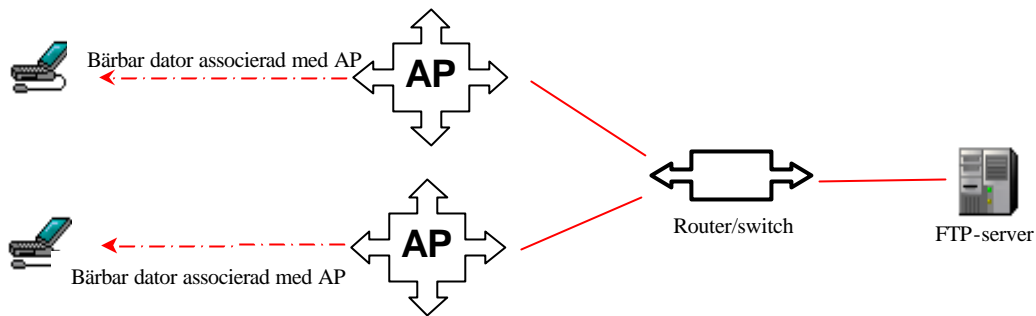 Bärbar dator associerad med AP
AP
Router/switch
FTP-server
AP
Bärbar dator associerad med AP